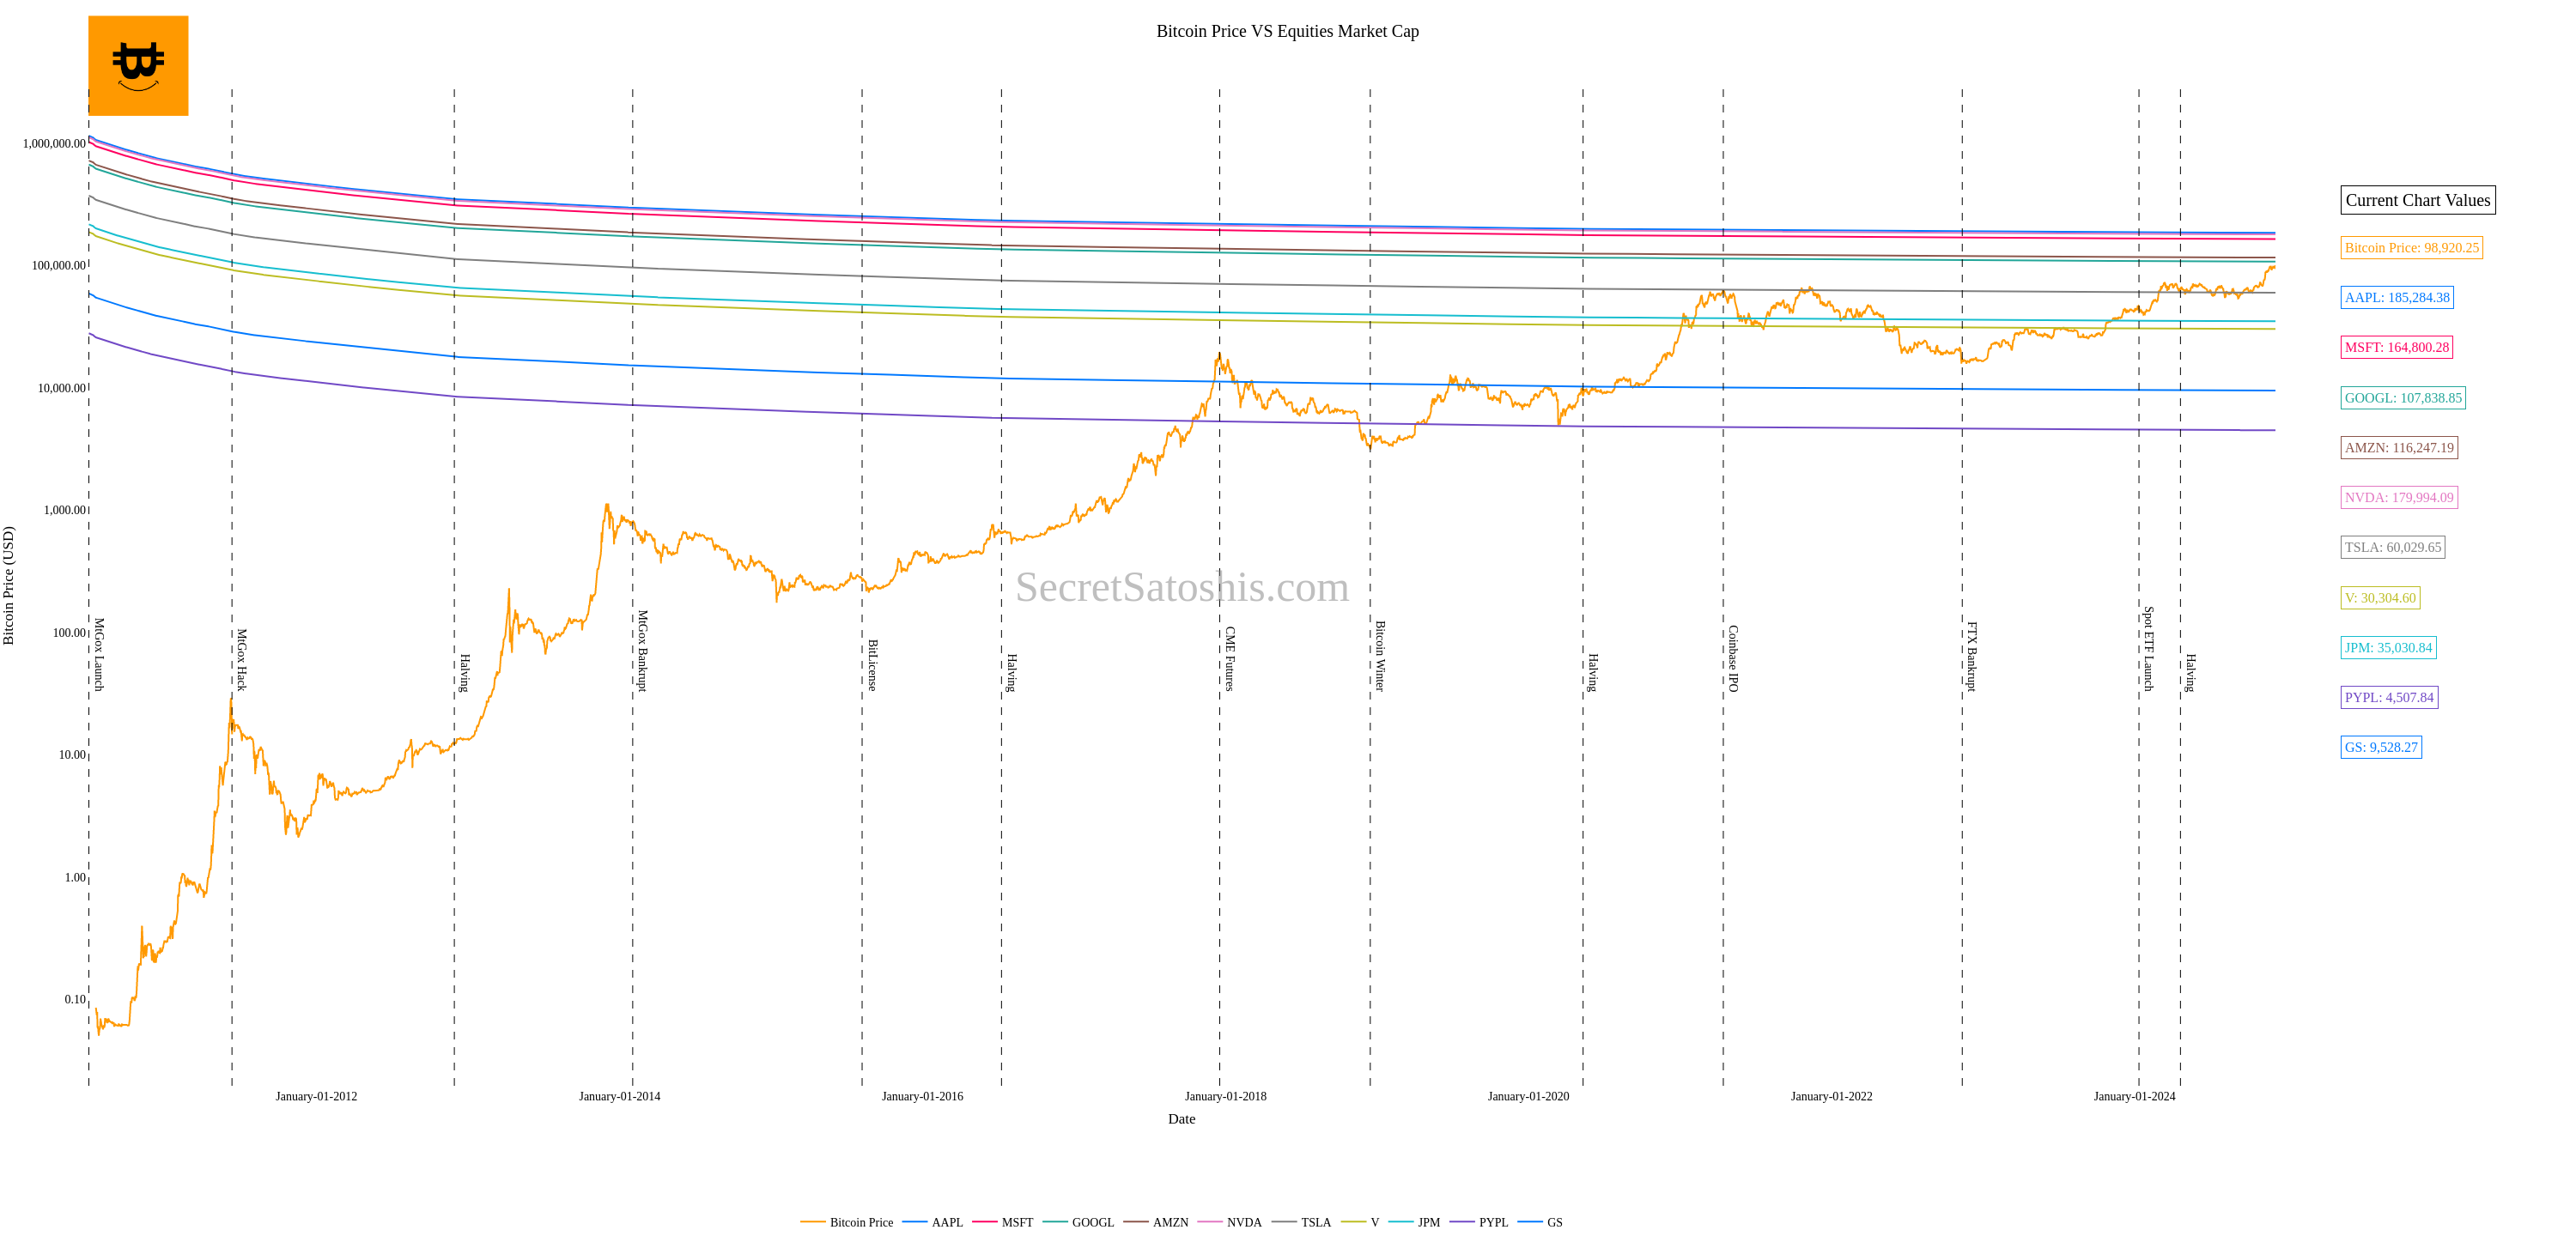 Bitcoin Price VS Equities Market Cap
1,000,000.00
100,000.00
10,000.00
1,000.00
100.00
10.00
1.00
0.10
Bitcoin Price (USD)
MtGox Launch
MtGox Hack
Halving
MtGox Bankrupt
BitLicense
Halving
CME Futures
Bitcoin Winter
Halving
Coinbase IPO
FTX Bankrupt
Spot ETF Launch
Halving
SecretSatoshis.com
Current Chart Values
Bitcoin Price: 98,920.25
AAPL: 185,284.38
MSFT: 164,800.28
GOOGL: 107,838.85
AMZN: 116,247.19
NVDA: 179,994.09
TSLA: 60,029.65
V: 30,304.60
JPM: 35,030.84
PYPL: 4,507.84
GS: 9,528.27
January-01-2012 January-01-2014 January-01-2016 January-01-2018 January-01-2020 January-01-2022 January-01-2024
Date
Bitcoin Price AAPL MSFT GOOGL AMZN NVDA TSLA V JPM PYPL GS